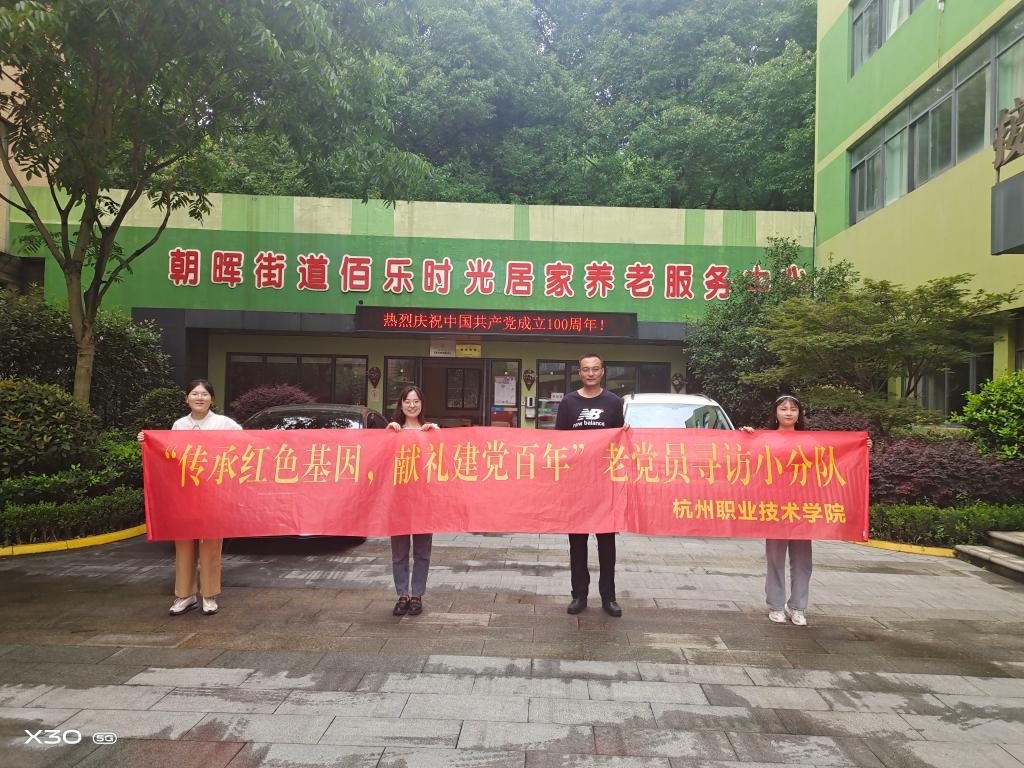 朝晖街道佰乐时光居家养老服务中心
热烈庆祝中国共产党成立100周年！
new balance
“传承红色基因，献礼建党百年”老党员寻访小分队
杭州职业技术学院
X30 5G